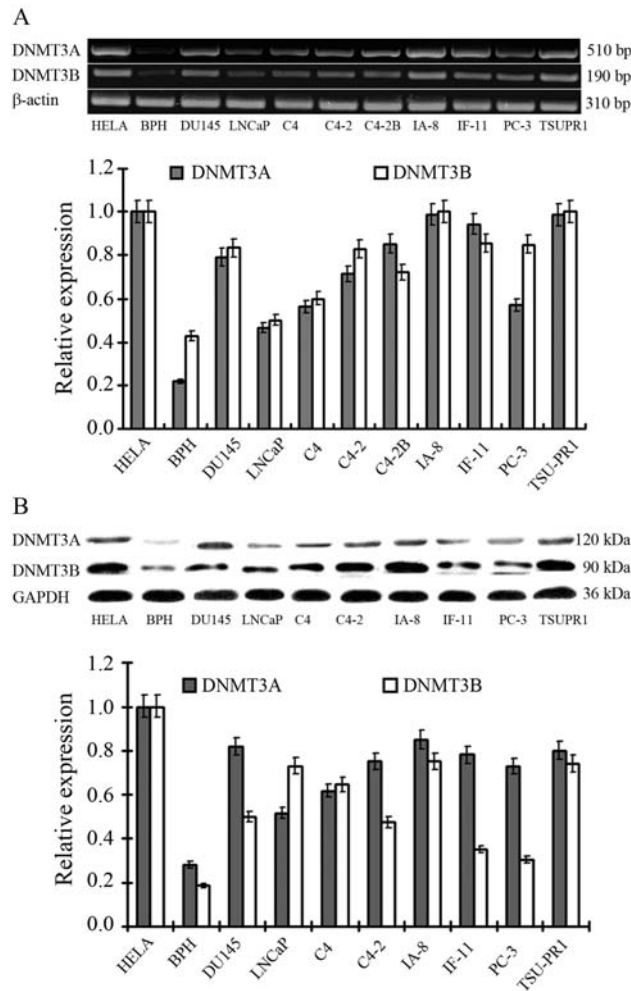 A
DNMT3A 510 bp
DNMT3B 190 bp
β-actin 310 bp
HELA BPH DU145 LNCaP C4 C4-2 C4-2B IA-8 IF-11 PC-3 TSUPR1
DNMT3A DNMT3B
Relative expression
1.2
1.0
0.8
0.6
0.4
0.2
0.0
HELA BPH DU145 LNCaP C4 C4-2 C4-2B IA-8 IF-11 PC-3 TSU-PR1
B
DNMT3A 120 kDa
DNMT3B 90 kDa
GAPDH 36 kDa
HELA BPH DU145 LNCaP C4 C4-2 IA-8 IF-11 PC-3 TSUPR1
DNMT3A DNMT3B
Relative expression
1.2
1.0
0.8
0.6
0.4
0.2
0.0
HELA BPH DU145 LNCaP C4 C4-2 IA-8 IF-11 PC-3 TSU-PR1